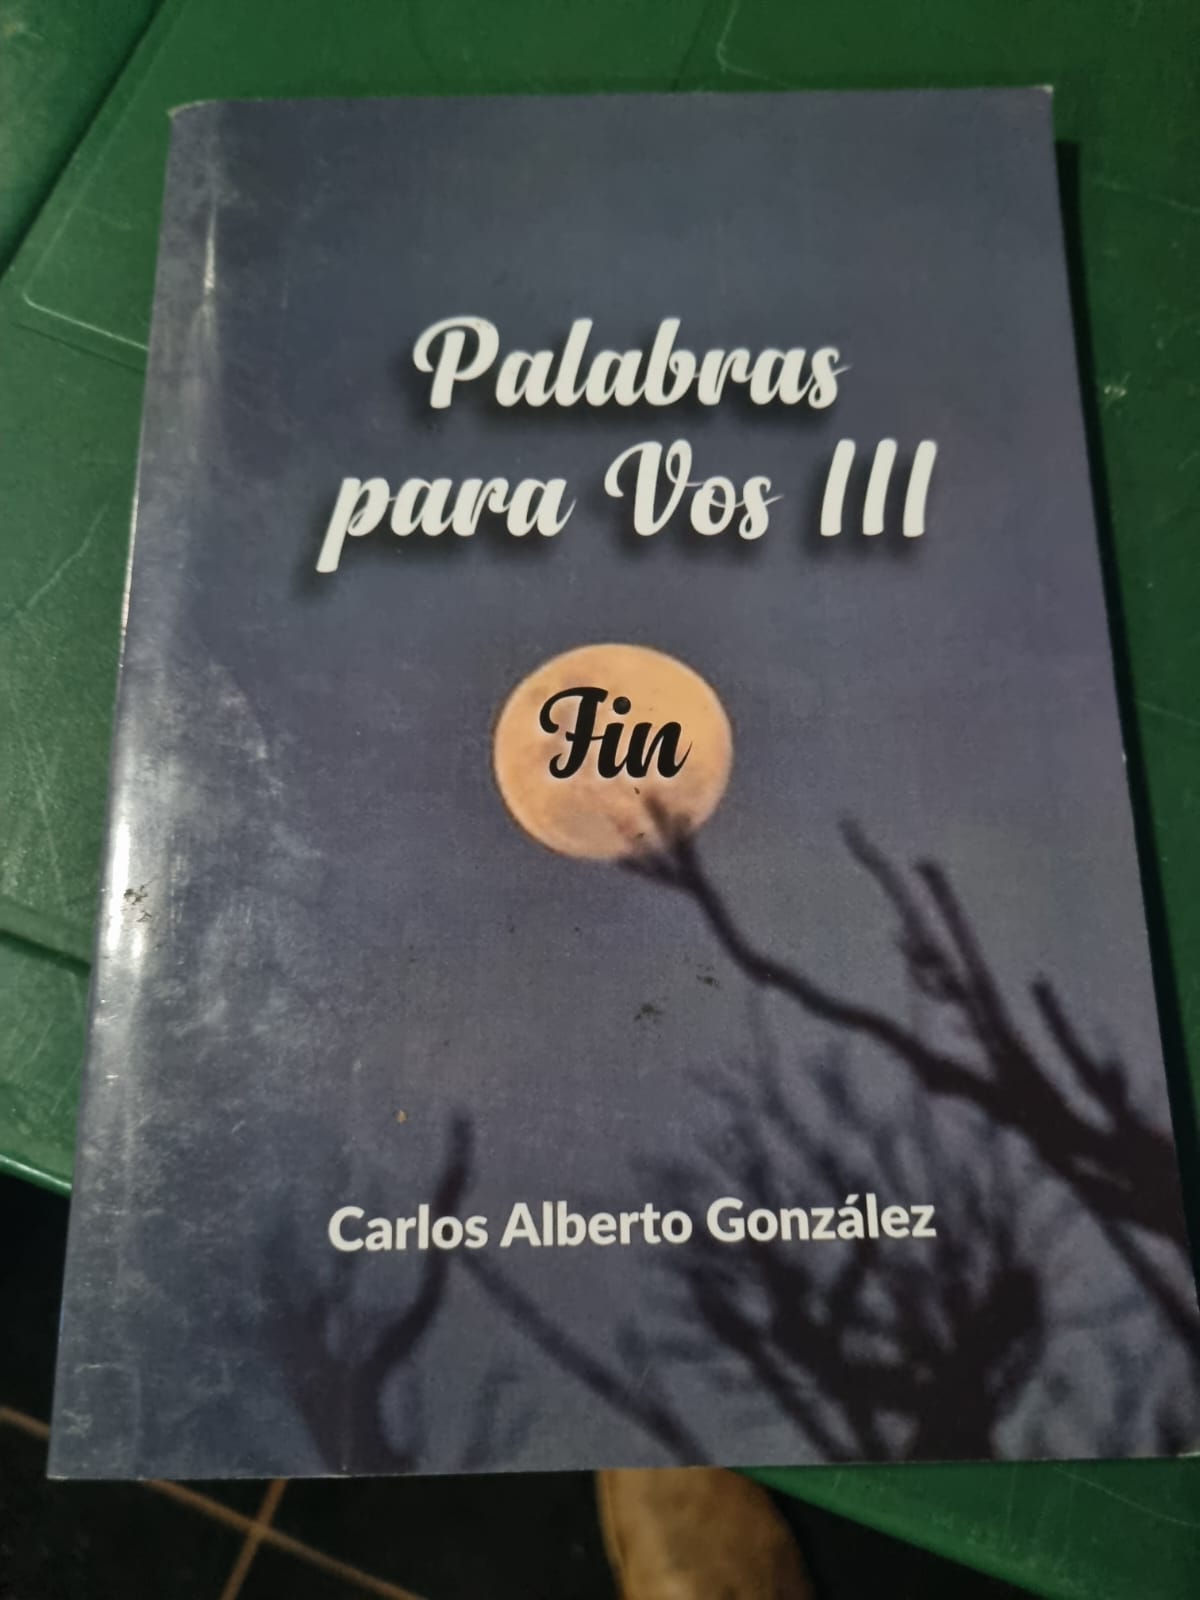 Palabras
para Vos III
Fin
Carlos Alberto González